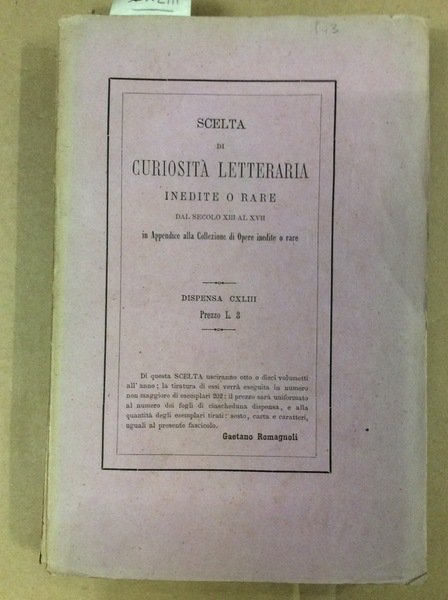 SCELTA
DI
CURIOSITÀ LETTERARIA
INEDITE O RARE
DAL SECOLO XIII AL XVII
in Appendice alla Collezione di Opere inedite o rare
DISPENSA CXLIII
Prezzo L. 8
Di questa SCELTA usciranno otto o dieci volumetti
all' anno; la tiratura di essi verrà eseguita in numero
non maggiore di esemplari 202: il prezzo sarà uniformato
al numero dei fogli di ciascheduna dispensa, e alla
quantità degli esemplari tirati: sesto, carta e caratteri,
uguali al presente fascicolo.
Gaetano Romagnoli